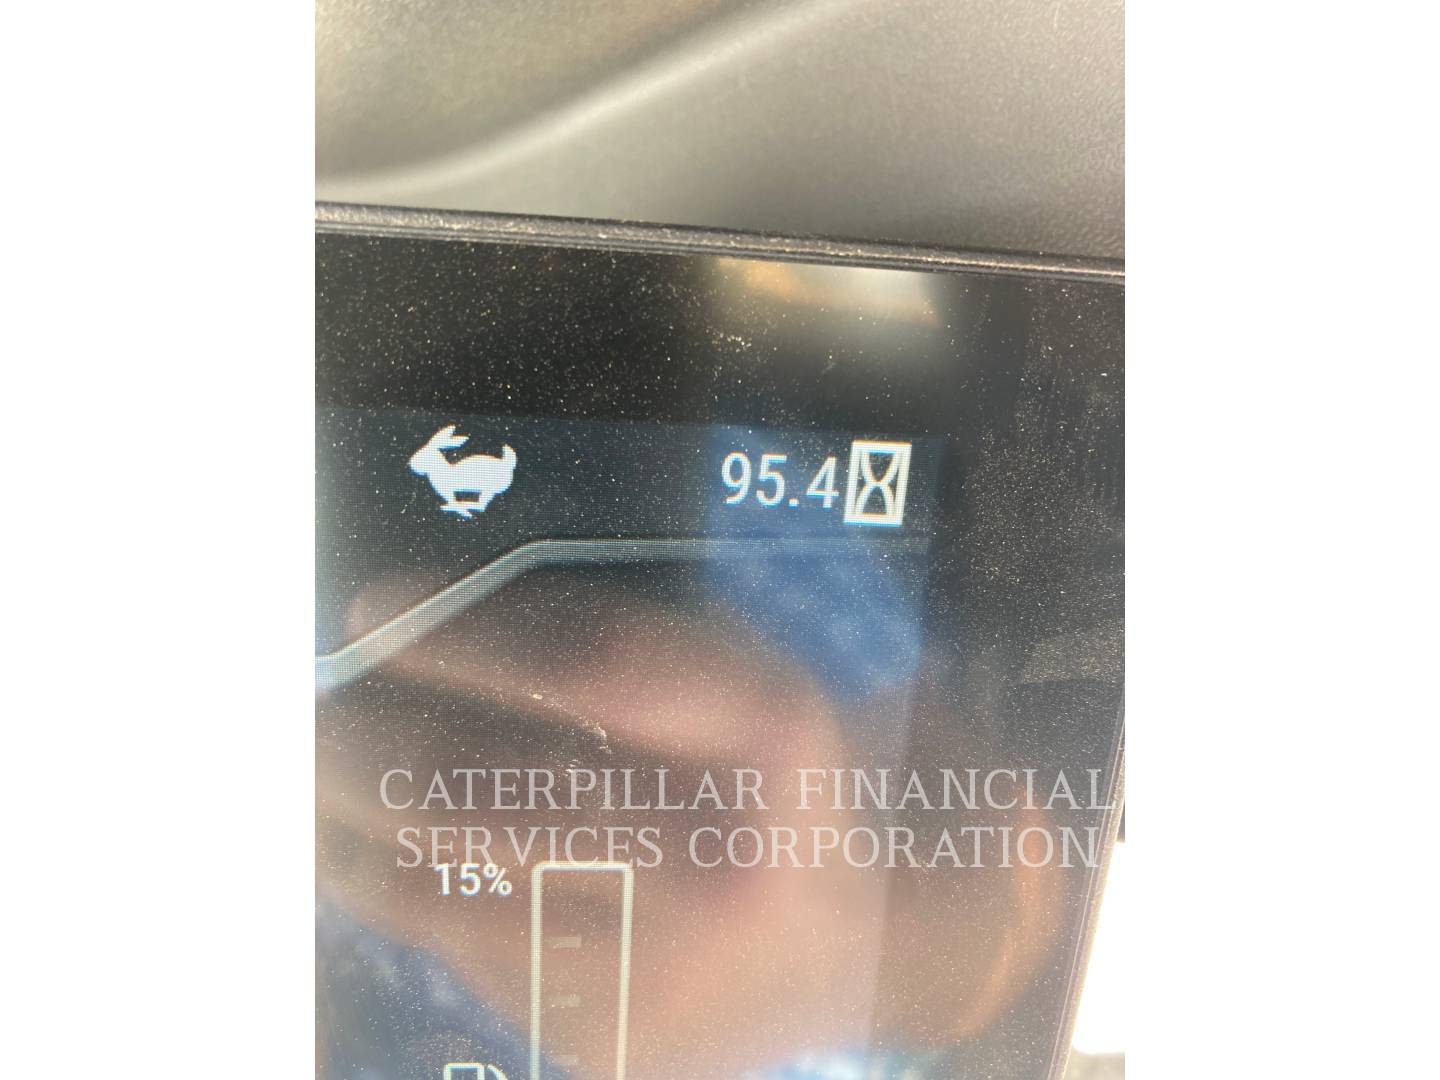 95.4
CATERPILLAR FINANCIAL
SERVICES CORPORATION
15%